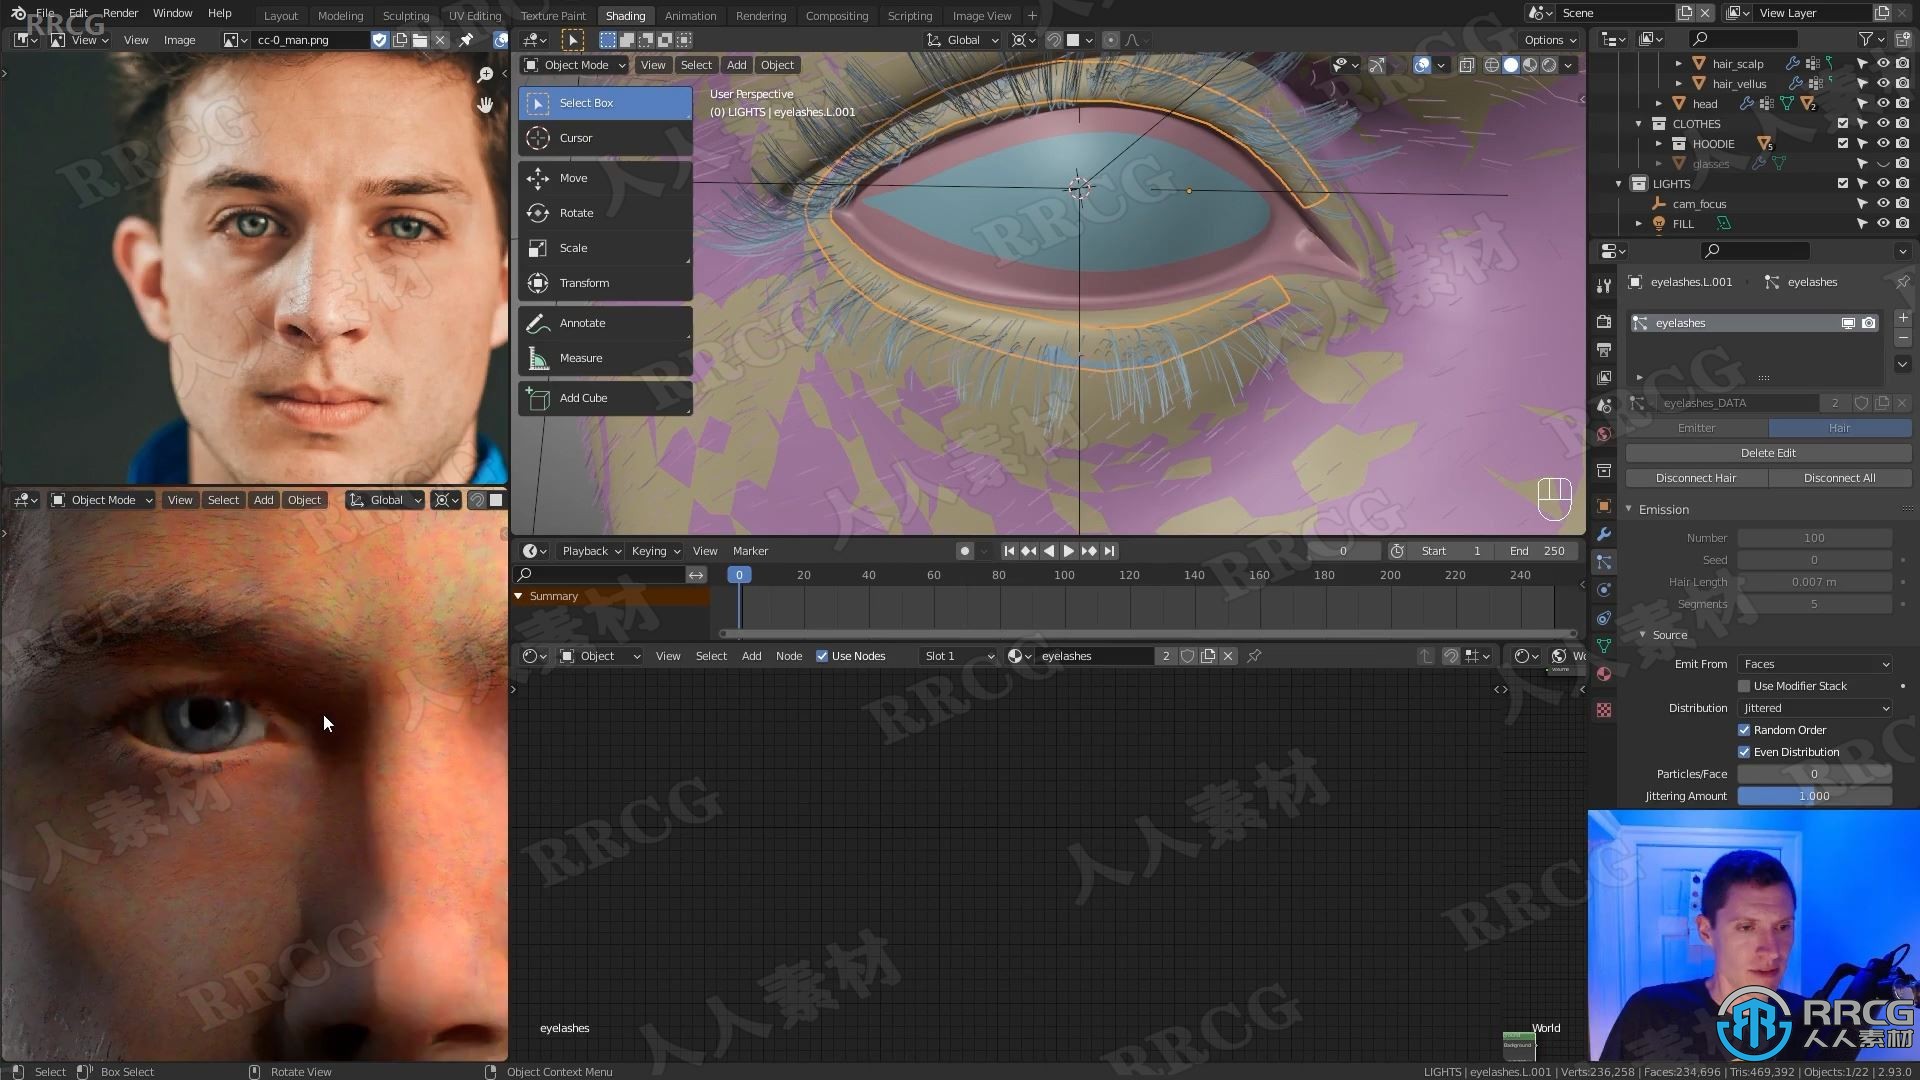 File Edit Render Window Help
Layout Modeling Sculpting UV Editing Texture Paint Shading Animation Rendering Compositing Scripting Image View
Scene
View Layer
RRCG
View View Image cc-0_man.png
Global
Options
Object Mode View Select Add Object
User Perspective
(0) LIGHTS | eyelashes.L.001
Select Box
Cursor
Move
Rotate
Scale
Transform
Annotate
Measure
Add Cube
hair_scalp
hair_vellus
head
2
CLOTHES
HOODIE
5
glasses
LIGHTS
cam_focus
FILL
eyelashes.L.001 eyelashes
eyelashes
eyelashes_DATA 2
Emitter Hair
Delete Edit
Disconnect Hair Disconnect All
Emission
Number 100
Seed 0
Hair Length 0.007 m
Segments 5
Source
Emit From Faces
Use Modifier Stack
Distribution Jittered
Random Order
Even Distribution
Particles/Face 0
Jittering Amount 1.000
Object Mode View Select Add Object Global
Playback Keying View Marker
0 Start 1 End 250
0 20 40 60 80 100 120 140 160 180 200 220 240
Summary
Object View Select Add Node Use Nodes Slot 1 eyelashes 2
eyelashes
World
Background
RRCG
人人素材
Select Box Select Rotate View Object Context Menu
LIGHTS | eyelashes.L.001 | Verts:236,258 | Faces:234,696 | Tris:469,392 | Objects:1/22 | 2.93.0